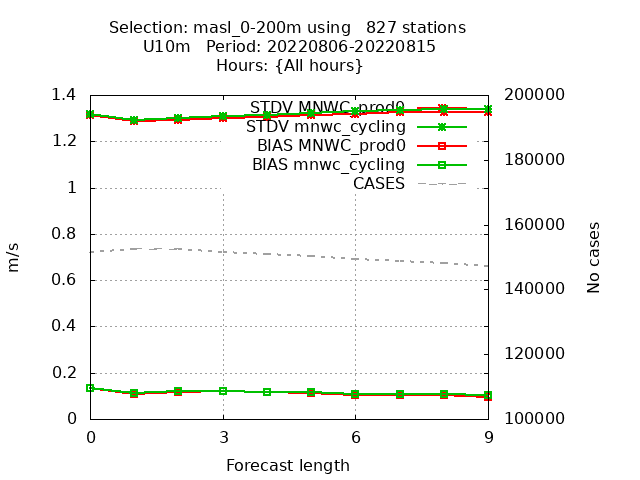 Selection: masl_0-200m using   827 stations
U10m   Period: 20220806-20220815
Hours: {All hours}
1.4
1.2
1
0.8
0.6
0.4
0.2
0
m/s
STDV MNWC_prod0
STDV mnwc_cycling
BIAS MNWC_prod0
BIAS mnwc_cycling
CASES
200000
180000
160000
140000
120000
100000
No cases
0 3 6 9
Forecast length